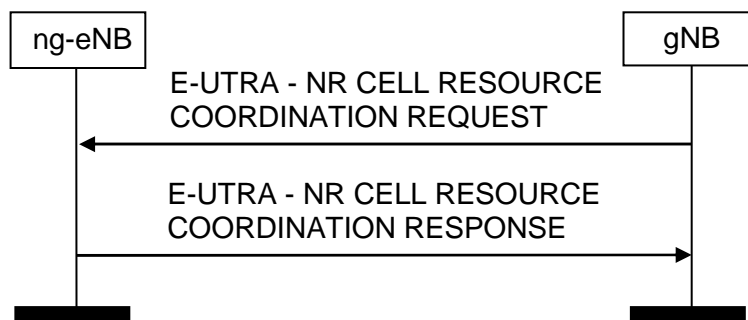 ng-eNB
gNB
E-UTRA - NR CELL RESOURCE
COORDINATION REQUEST
E-UTRA - NR CELL RESOURCE
COORDINATION RESPONSE